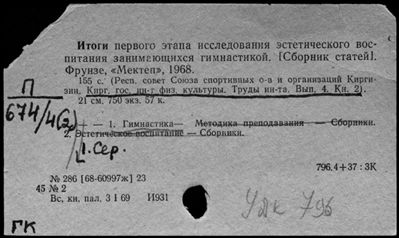 Итоги первого этапа исследования эстетического вос-
питания занимающихся гимнастикой. [Сборник статей].
Фрунзе, «Мектеп», 1968.
155 с. (Респ. совет Союза спортивных о-в и организаций Кирги-
зии, Кирг. гос. ин-т физ. культуры. Труды ин-та. Вып. 4. Кн. 2).
21 см. 750 экз. 57 к.
П
674/4(2)
— 1. Гимнастика— Методика преподавания — Сборники.
2. Эстетическое воспитание — Сборники.
1. Сер.
796.4+37 : 3К
№ 286 [68-60997ж] 23
45 № 2
Вс. кн. пал. 3 I 69 И931
УДК 796
ГК